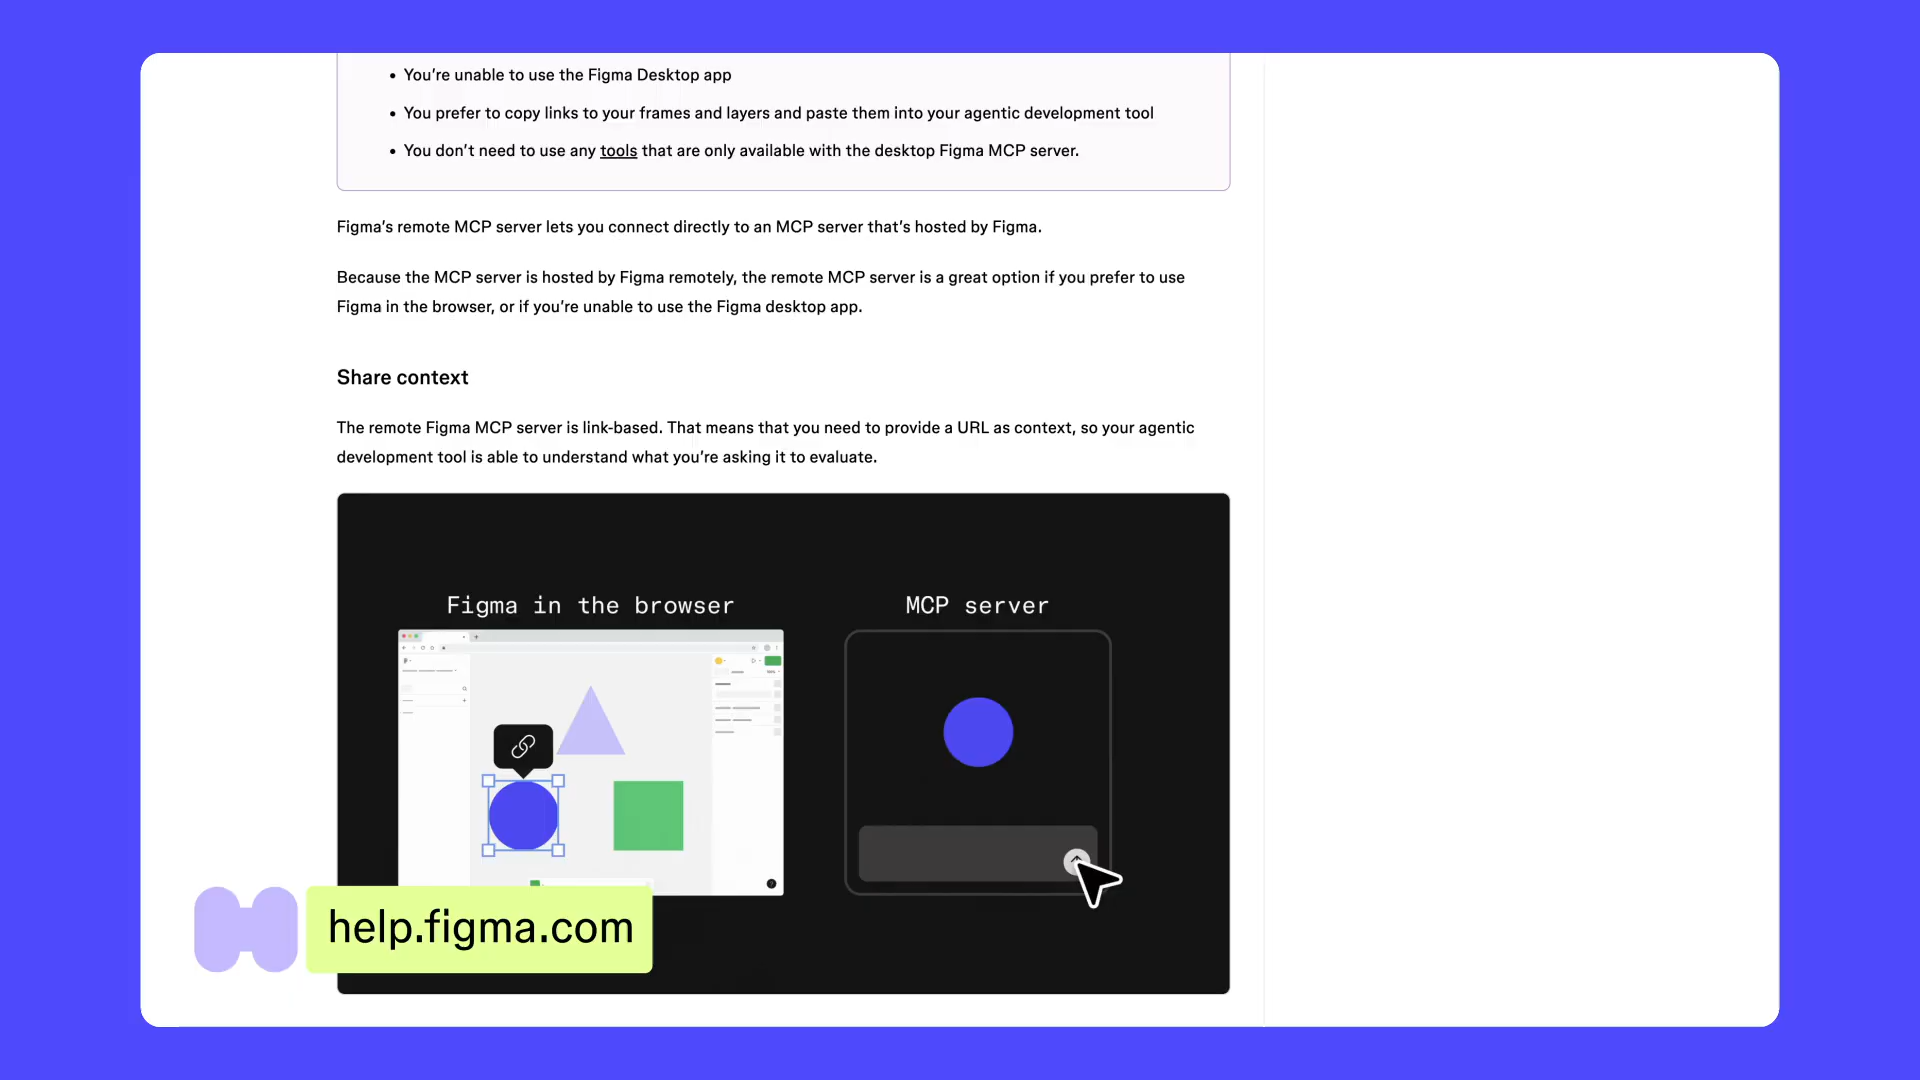 • You’re unable to use the Figma Desktop app
• You prefer to copy links to your frames and layers and paste them into your agentic development tool
• You don’t need to use any tools that are only available with the desktop Figma MCP server.
Figma’s remote MCP server lets you connect directly to an MCP server that’s hosted by Figma.
Because the MCP server is hosted by Figma remotely, the remote MCP server is a great option if you prefer to use
Figma in the browser, or if you’re unable to use the Figma desktop app.
Share context
The remote Figma MCP server is link-based. That means that you need to provide a URL as context, so your agentic
development tool is able to understand what you’re asking it to evaluate.
Figma in the browser
MCP server
help.figma.com